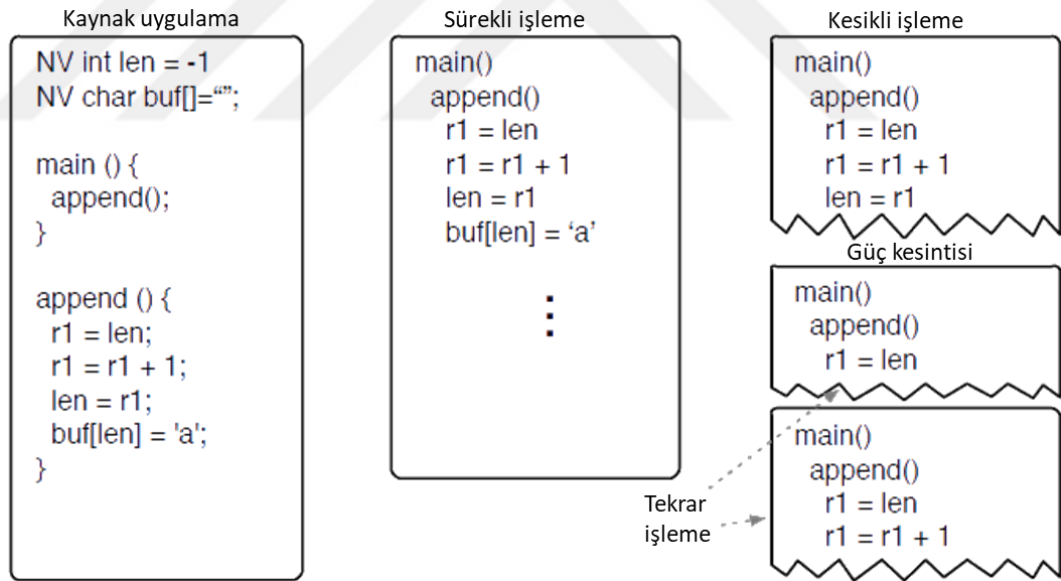 Kaynak uygulama
NV int len = -1
NV char buf[]=“”;
main () {
append();
}
append () {
r1 = len;
r1 = r1 + 1;
len = r1;
buf[len] = 'a';
}
Sürekli işleme
main()
append()
r1 = len
r1 = r1 + 1
len = r1
buf[len] = ‘a’
Kesikli işleme
main()
append()
r1 = len
r1 = r1 + 1
len = r1
Güç kesintisi
main()
append()
r1 = len
main()
append()
r1 = len
r1 = r1 + 1
Tekrar
işleme